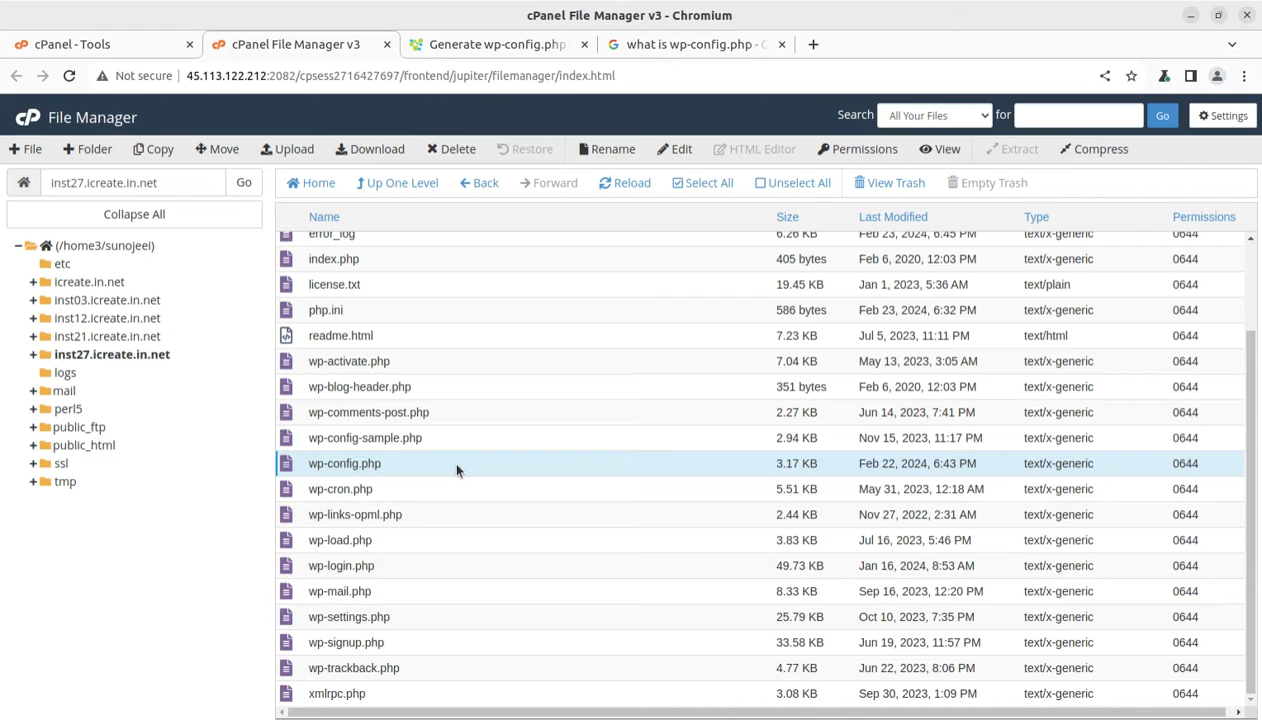 cPanel File Manager v3 - Chromium
cPanel - Tools
cPanel File Manager v3
Generate wp-config.php
what is wp-config.php -
Not secure
45.113.122.212:2082/cpsess2716427697/frontend/jupiter/filemanager/index.html
cP File Manager
Search All Your Files for Go Settings
File Folder Copy Move Upload Download Delete Restore Rename Edit HTML Editor Permissions View Extract Compress
inst27.icreate.in.net Go
Home Up One Level Back Forward Reload Select All Unselect All View Trash Empty Trash
Collapse All
(/home3/sunojeei)
etc
icreate.in.net
inst03.icreate.in.net
inst12.icreate.in.net
inst21.icreate.in.net
inst27.icreate.in.net
logs
mail
perl5
public_ftp
public_html
ssl
tmp
Name Size Last Modified Type Permissions
error_log 6.26 KB Feb 23, 2024, 6:45 PM text/x-generic 0644
index.php 405 bytes Feb 6, 2020, 12:03 PM text/x-generic 0644
license.txt 19.45 KB Jan 1, 2023, 5:36 AM text/plain 0644
php.ini 586 bytes Feb 23, 2024, 6:32 PM text/x-generic 0644
readme.html 7.23 KB Jul 5, 2023, 11:11 PM text/html 0644
wp-activate.php 7.04 KB May 13, 2023, 3:05 AM text/x-generic 0644
wp-blog-header.php 351 bytes Feb 6, 2020, 12:03 PM text/x-generic 0644
wp-comments-post.php 2.27 KB Jun 14, 2023, 7:41 PM text/x-generic 0644
wp-config-sample.php 2.94 KB Nov 15, 2023, 11:17 PM text/x-generic 0644
wp-config.php 3.17 KB Feb 22, 2024, 6:43 PM text/x-generic 0644
wp-cron.php 5.51 KB May 31, 2023, 12:18 AM text/x-generic 0644
wp-links-opml.php 2.44 KB Nov 27, 2022, 2:31 AM text/x-generic 0644
wp-load.php 3.83 KB Jul 16, 2023, 5:46 PM text/x-generic 0644
wp-login.php 49.73 KB Jan 16, 2024, 8:53 AM text/x-generic 0644
wp-mail.php 8.33 KB Sep 16, 2023, 12:20 PM text/x-generic 0644
wp-settings.php 25.79 KB Oct 10, 2023, 7:35 PM text/x-generic 0644
wp-signup.php 33.58 KB Jun 19, 2023, 11:57 PM text/x-generic 0644
wp-trackback.php 4.77 KB Jun 22, 2023, 8:06 PM text/x-generic 0644
xmlrpc.php 3.08 KB Sep 30, 2023, 1:09 PM text/x-generic 0644